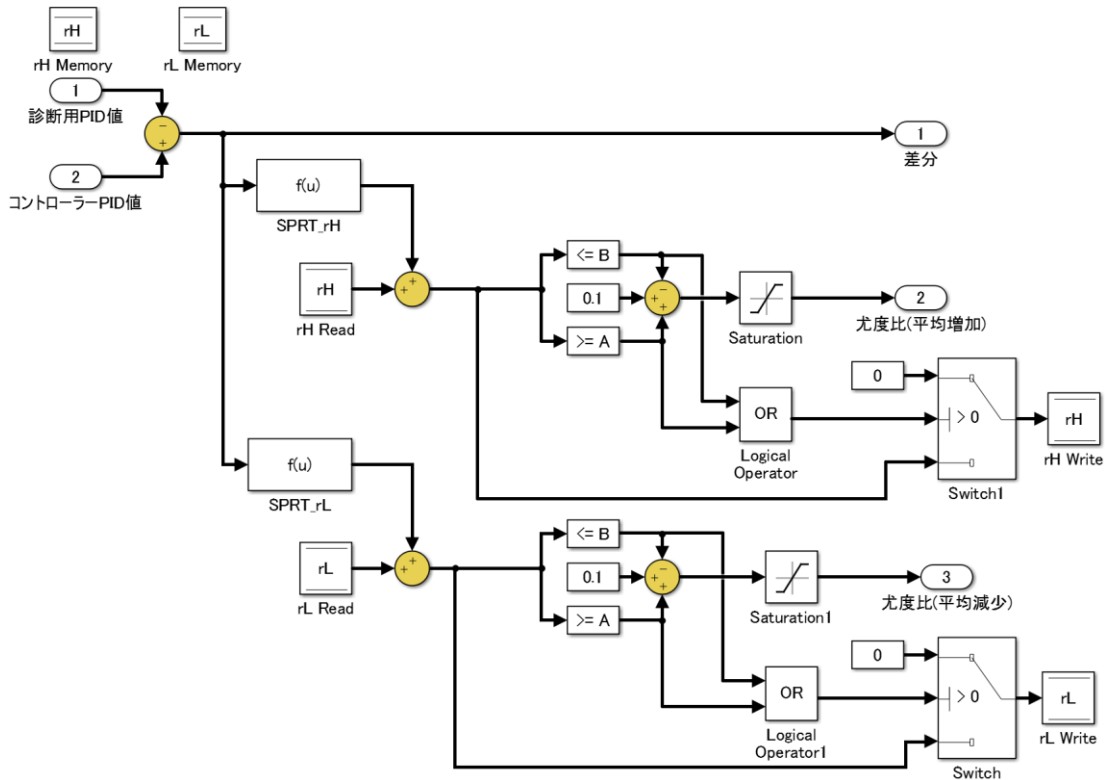 rH
rL
rH Memory
rL Memory
1
診断用PID値
−
+
1
差分
2
コントローラーPID値
f(u)
SPRT_rH
<= B
rH
rH Read
+
+
0.1
−
+
+
Saturation
2
尤度比(平均増加)
>= A
0
OR
Logical
Operator
> 0
rH
rH Write
Switch1
f(u)
SPRT_rL
<= B
rL
rL Read
+
+
0.1
−
+
+
Saturation1
3
尤度比(平均減少)
>= A
0
OR
Logical
Operator1
> 0
rL
rL Write
Switch